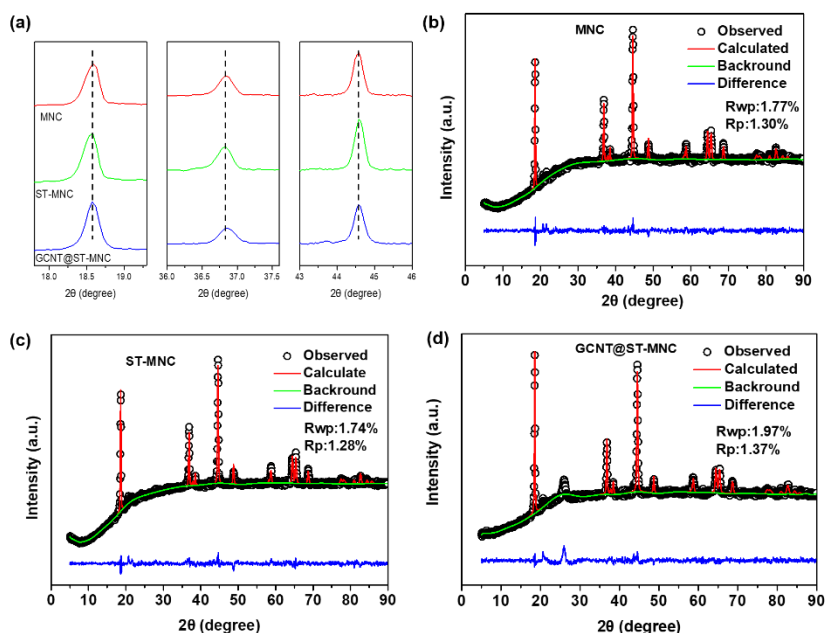 (a)
MNC
ST-MNC
GCNT@ST-MNC
18.0 18.5 19.0
2θ (degree)
36.0 36.5 37.0 37.5
2θ (degree)
43 44 45 46
2θ (degree)
(b)
MNC
Observed
Calculated
Backround
Difference
Rwp:1.77%
Rp:1.30%
Intensity (a.u.)
0 10 20 30 40 50 60 70 80 90
2θ (degree)
(c)
ST-MNC
Observed
Calculate
Backround
Difference
Rwp:1.74%
Rp:1.28%
Intensity (a.u.)
0 10 20 30 40 50 60 70 80 90
2θ (degree)
(d)
GCNT@ST-MNC
Observed
Calculated
Backround
Difference
Rwp:1.97%
Rp:1.37%
Intensity (a.u.)
0 10 20 30 40 50 60 70 80 90
2θ (degree)